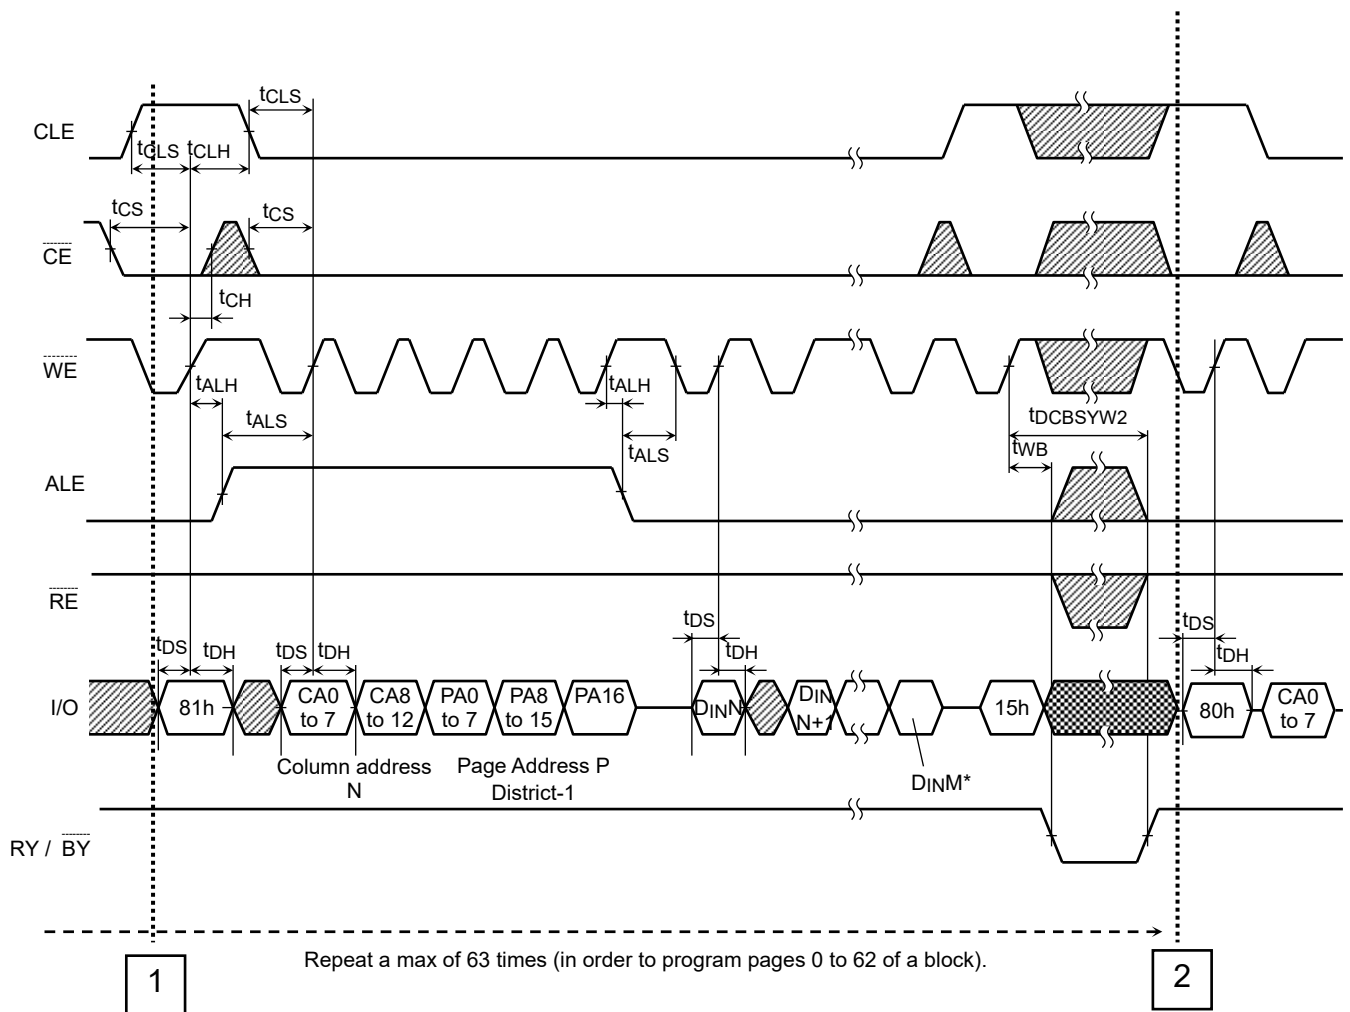 tCLS
CLE
tCLS tCLH
tCS tCS
CE
tCH
WE
tALH tALH
tALS tDCBSYW2
tALS tWB
ALE
RE
tDS tDS
tDS tDH tDS tDH tDH tDH
I/O 81h CA0 to 7 CA8 to 12 PA0 to 7 PA8 to 15 PA16 DINN DIN N+1 15h 80h CA0 to 7
Column address Page Address P DINM*
N District-1
RY / BY
Repeat a max of 63 times (in order to program pages 0 to 62 of a block).
1 2